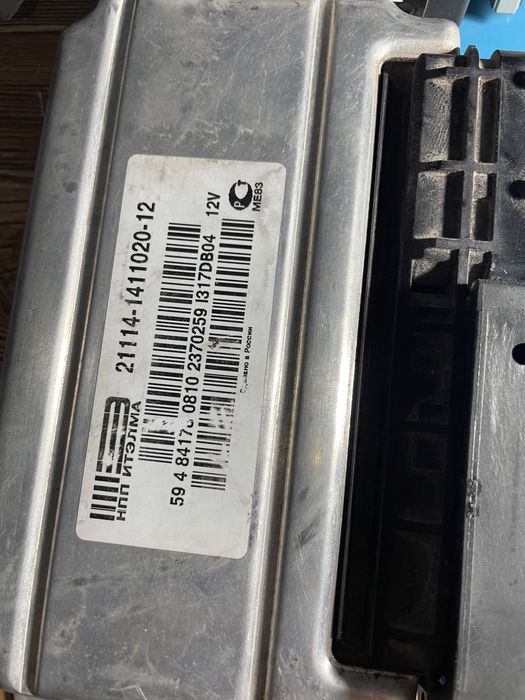 НПП ИТЭЛМА
21114-1411020-12
59 4 8417 0810 2370259 I317DB04 12V
Сделано в России
МЕ83